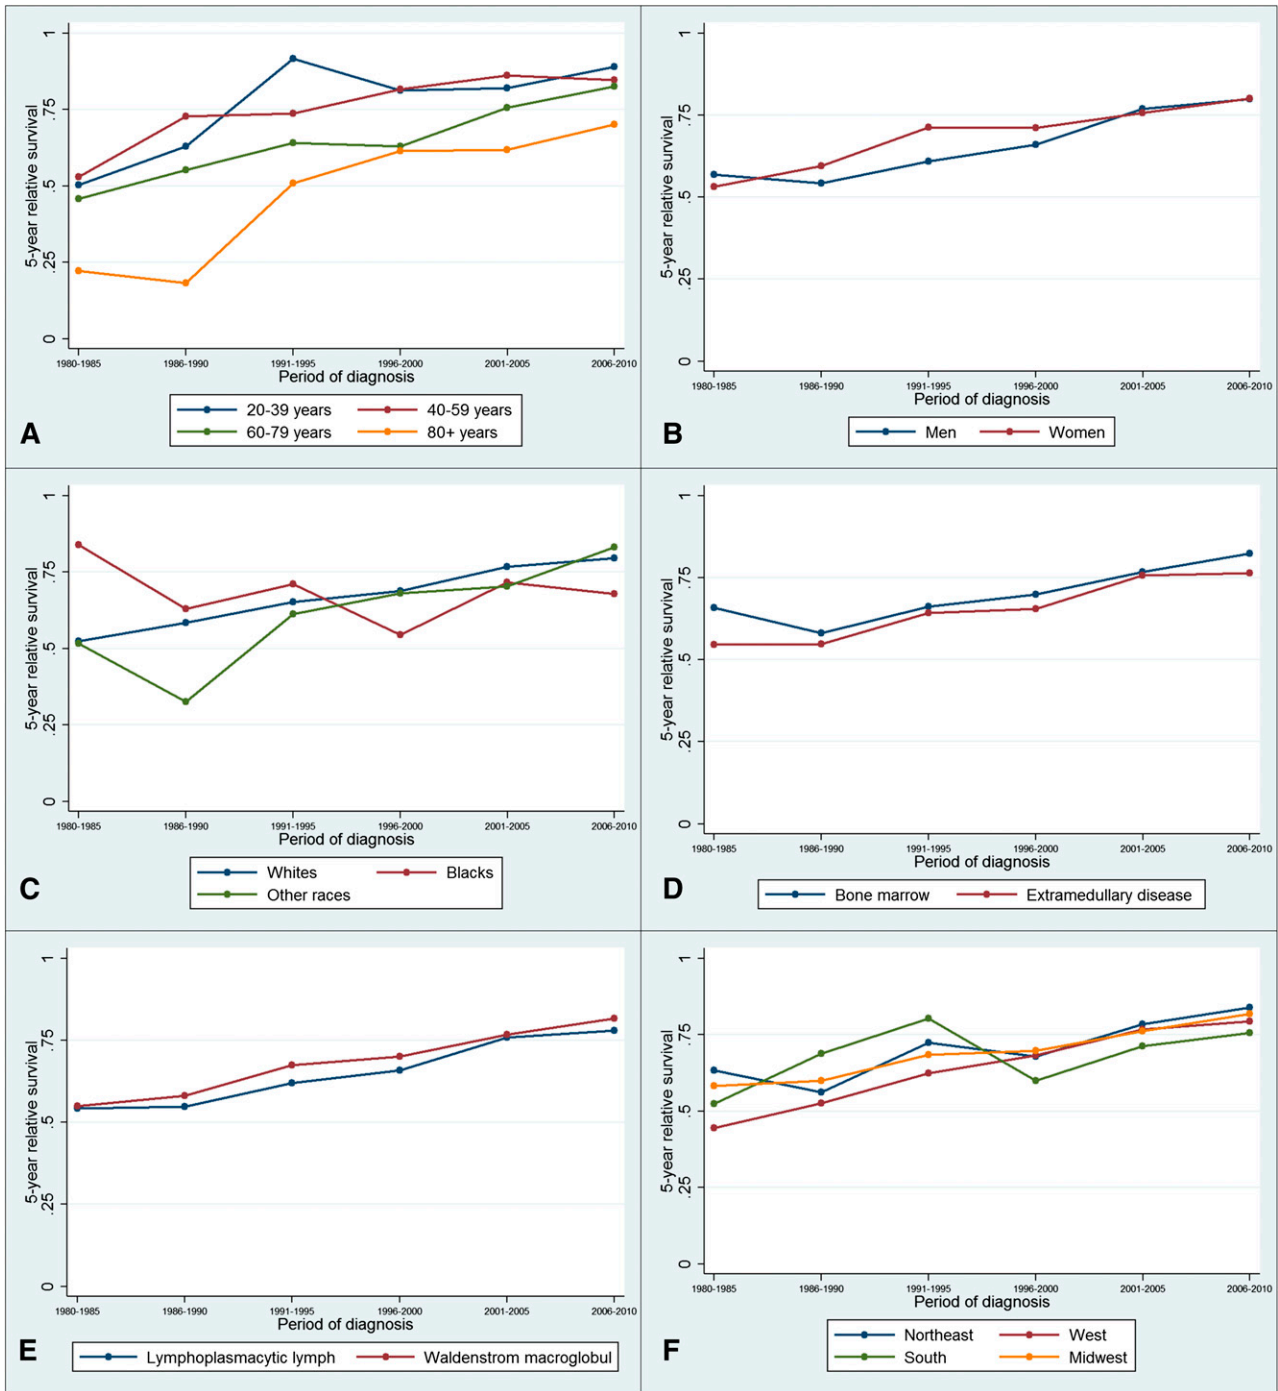 1
.75
.5
.25
0
5-year relative survival
1980-1985 1986-1990 1991-1995 1996-2000 2001-2005 2006-2010
Period of diagnosis
20-39 years 40-59 years
60-79 years 80+ years
A
1
.75
.5
.25
0
5-year relative survival
1980-1985 1986-1990 1991-1995 1996-2000 2001-2005 2006-2010
Period of diagnosis
Men Women
B
1
.75
.5
.25
0
5-year relative survival
1980-1985 1986-1990 1991-1995 1996-2000 2001-2005 2006-2010
Period of diagnosis
Whites Blacks
Other races
C
1
.75
.5
.25
0
5-year relative survival
1980-1985 1986-1990 1991-1995 1996-2000 2001-2005 2006-2010
Period of diagnosis
Bone marrow Extramedullary disease
D
1
.75
.5
.25
0
5-year relative survival
1980-1985 1986-1990 1991-1995 1996-2000 2001-2005 2006-2010
Period of diagnosis
Lymphoplasmacytic lymph Waldenstrom macroglobul
E
1
.75
.5
.25
0
5-year relative survival
1980-1985 1986-1990 1991-1995 1996-2000 2001-2005 2006-2010
Period of diagnosis
Northeast West
South Midwest
F